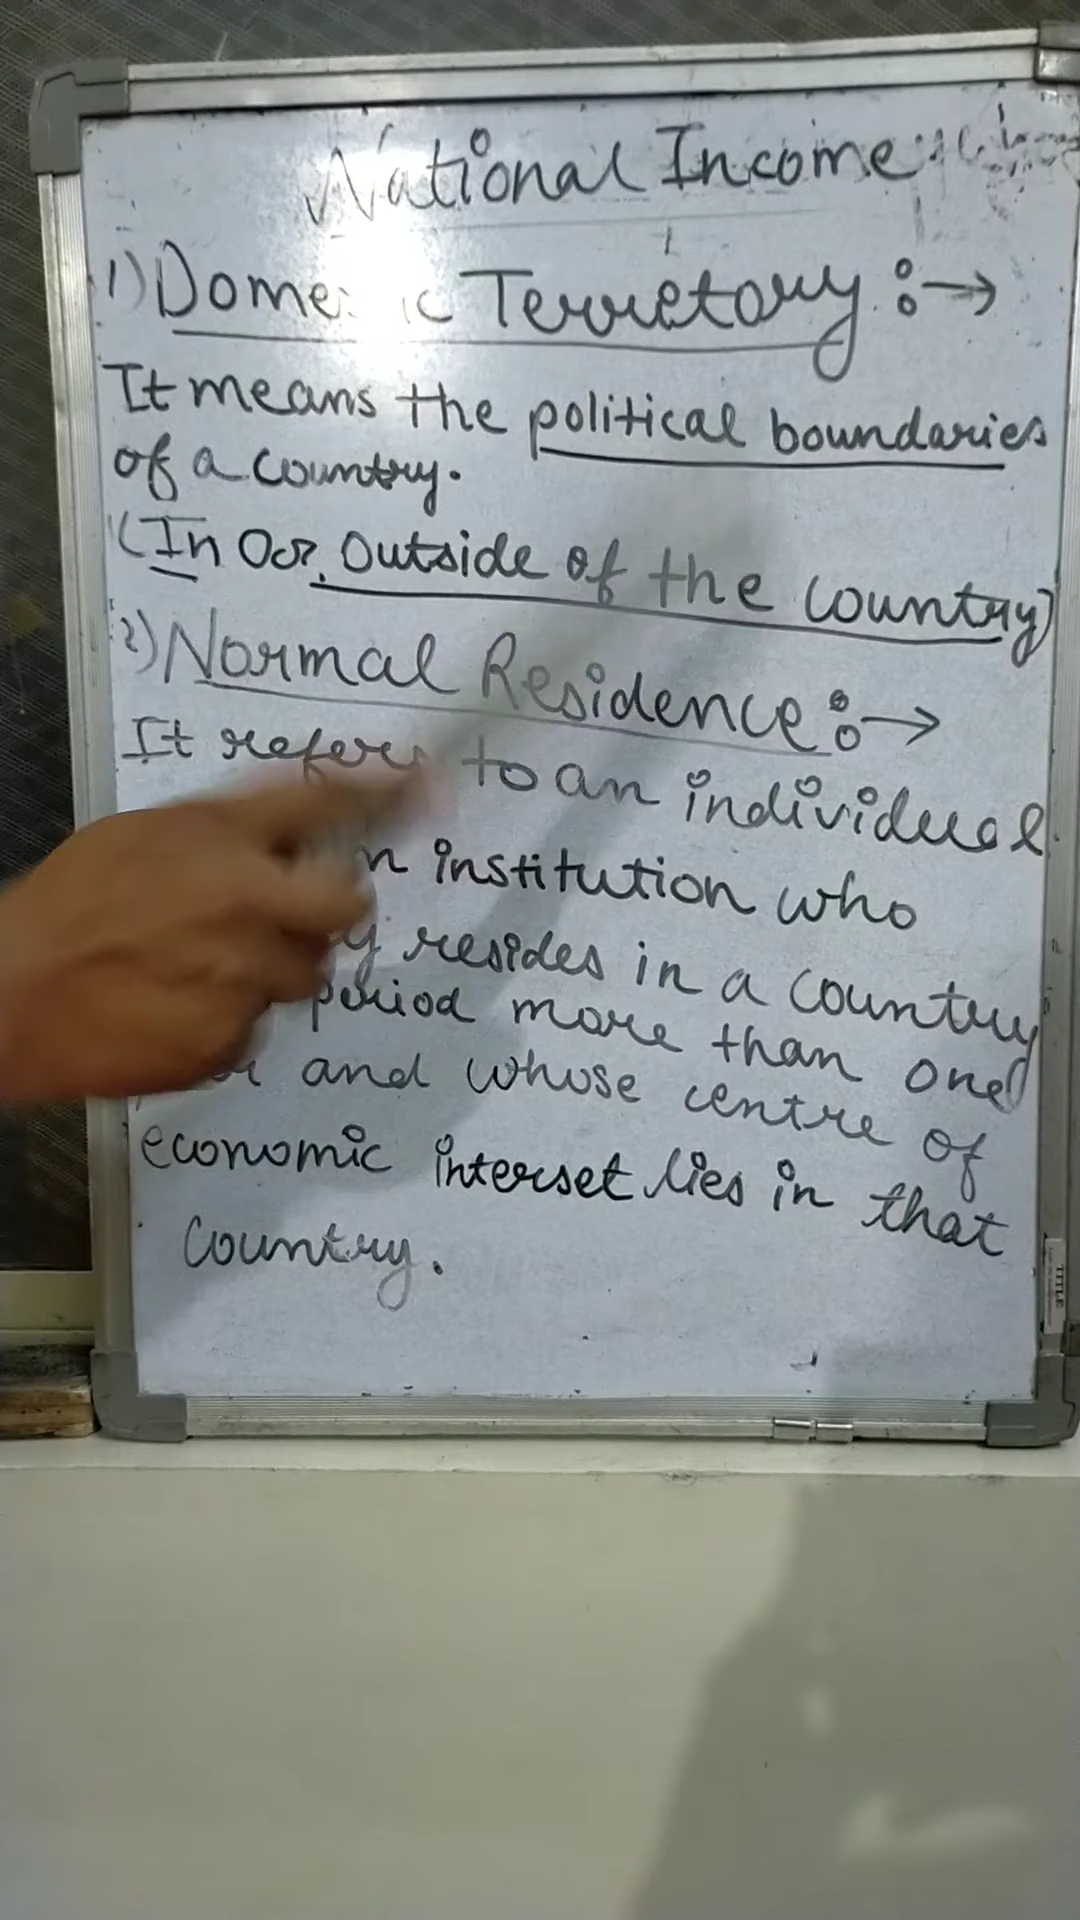 National Income
1) Domestic Terretory :→
It means the political boundaries
of a country.
(In Or Outside of the Country)
2) Normal Residence :→
It refers to an individual
institution who
resides in a country
period more than one
and whose centre of
economic interset lies in that
Country.
TITLE